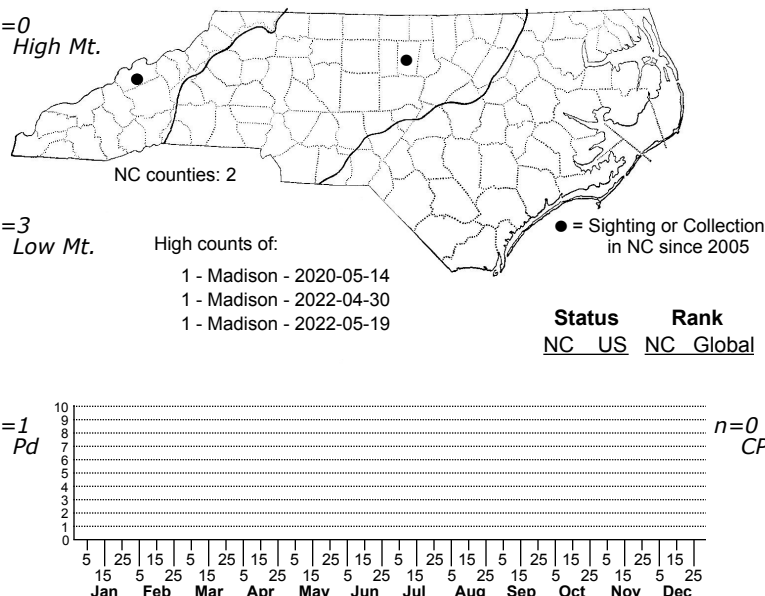 =0
High Mt.
NC counties: 2
=3
Low Mt.
High counts of:
1 - Madison - 2020-05-14
1 - Madison - 2022-04-30
1 - Madison - 2022-05-19
● = Sighting or Collection
in NC since 2005
Status Rank
NC US NC Global
=1
Pd
n=0
CP
10
9
8
7
6
5
4
3
2
1
0
5 25 15 5 25 15 5 25 15 5 25 15 5 25 15 5 25 15
15 5 25 15 5 25 15 5 25 15 5 25 15 5 25 15 5 25
Jan Feb Mar Apr May Jun Jul Aug Sep Oct Nov Dec